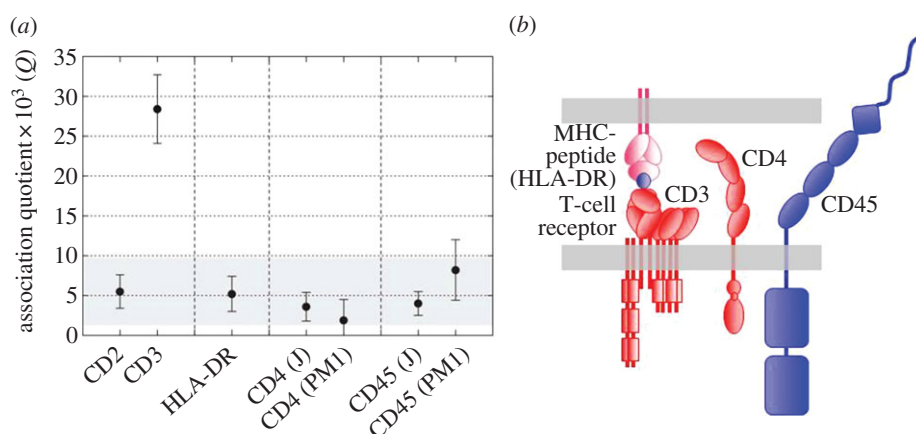 (a)
association quotient × 10³ (Q)
35
30
25
20
15
10
5
0
CD2
CD3
HLA-DR
CD4 (J)
CD4 (PM1)
CD45 (J)
CD45 (PM1)
(b)
MHC-
peptide
(HLA-DR)
T-cell
receptor
CD3
CD4
CD45